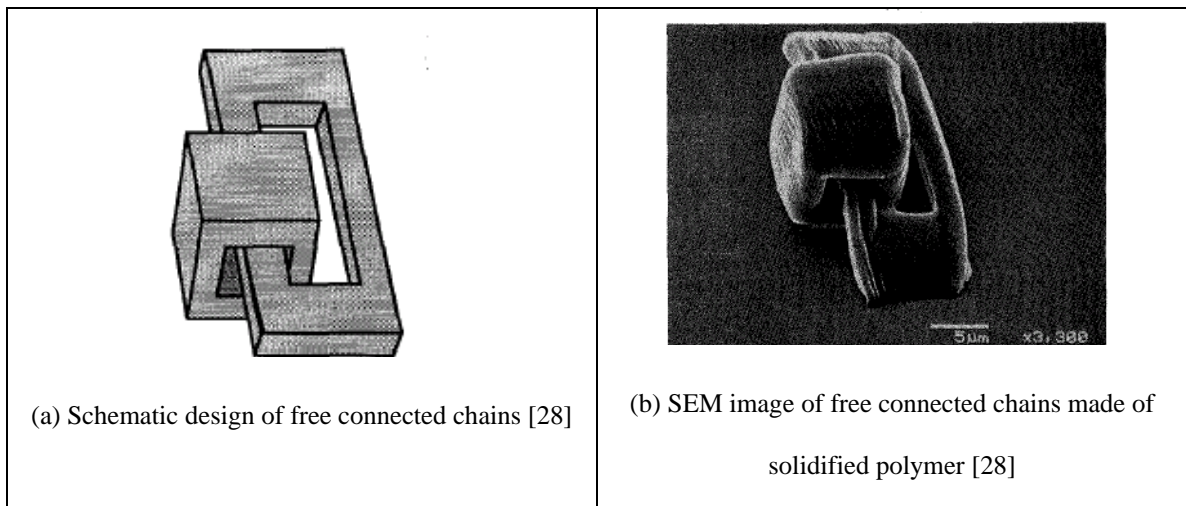 5μm x3,300
(a) Schematic design of free connected chains [28]
(b) SEM image of free connected chains made of
solidified polymer [28]